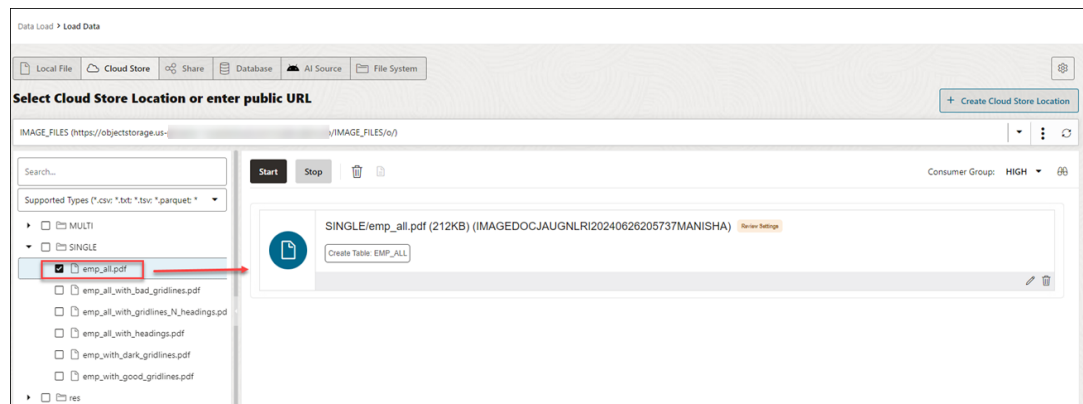 Data Load > Load Data
Local File Cloud Store Share Database AI Source File System
Select Cloud Store Location or enter public URL
+ Create Cloud Store Location
IMAGE_FILES (https://objectstorage.us- /IMAGE_FILES/o/)
Search...
Start Stop
Consumer Group: HIGH
Supported Types (*.csv; *.txt; *.tsv; *.parquet; *
MULTI
SINGLE
emp_all.pdf
emp_all_with_bad_gridlines.pdf
emp_all_with_gridlines_N_headings.pd
emp_all_with_headings.pdf
emp_with_dark_gridlines.pdf
emp_with_good_gridlines.pdf
res
SINGLE/emp_all.pdf (212KB) (IMAGEDOCJAUGNLRI20240626205737MANISHA) Review Settings
Create Table: EMP_ALL